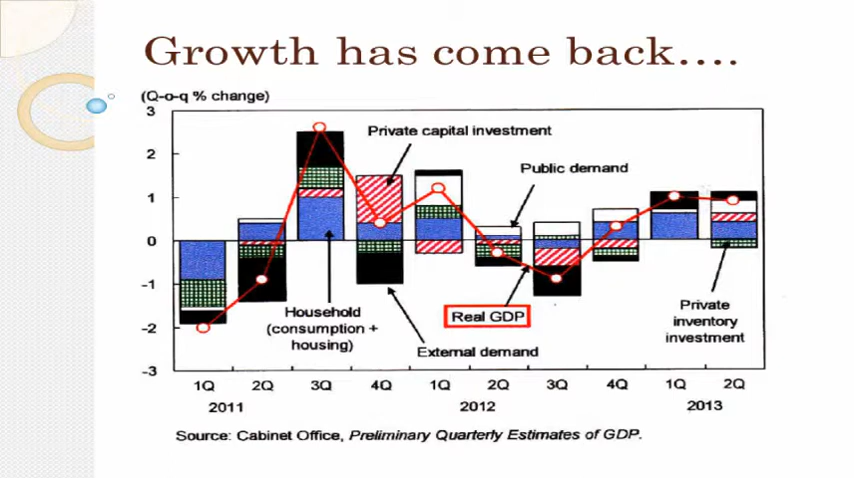 Growth has come back....
(Q-o-q % change)
3
2
1
0
-1
-2
-3
Private capital investment
Public demand
Household
(consumption +
housing)
External demand
Real GDP
Private
inventory
investment
1Q 2Q 3Q 4Q 1Q 2Q 3Q 4Q 1Q 2Q
2011 2012 2013
Source: Cabinet Office, Preliminary Quarterly Estimates of GDP.